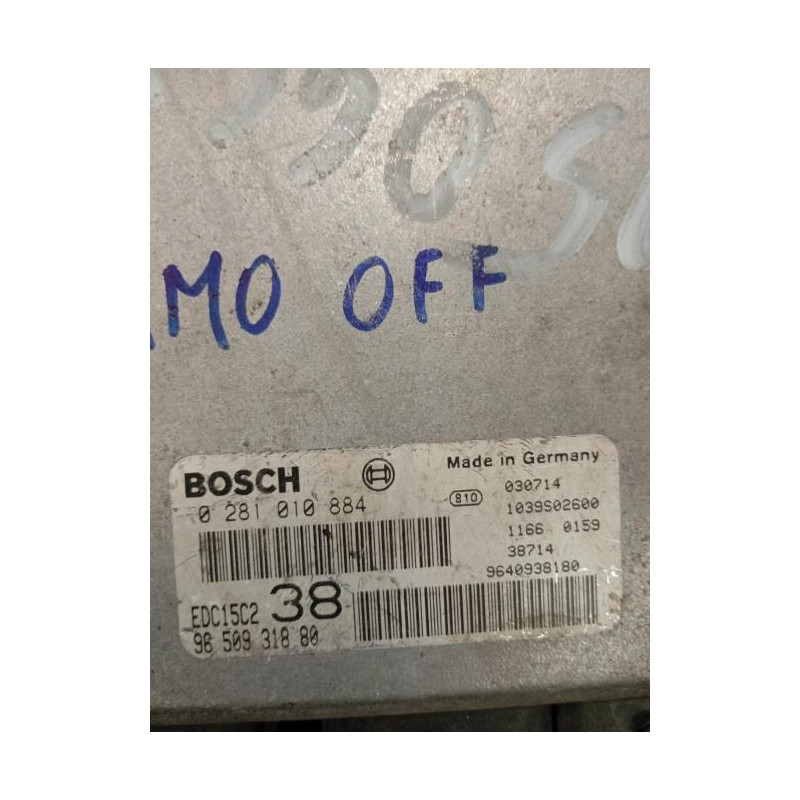 OFF
BOSCH
Made in Germany
0 281 010 884
810
030714
1039S02600
1166 0159
38714
9640938180
EDC15C2 38
96 509 318 80